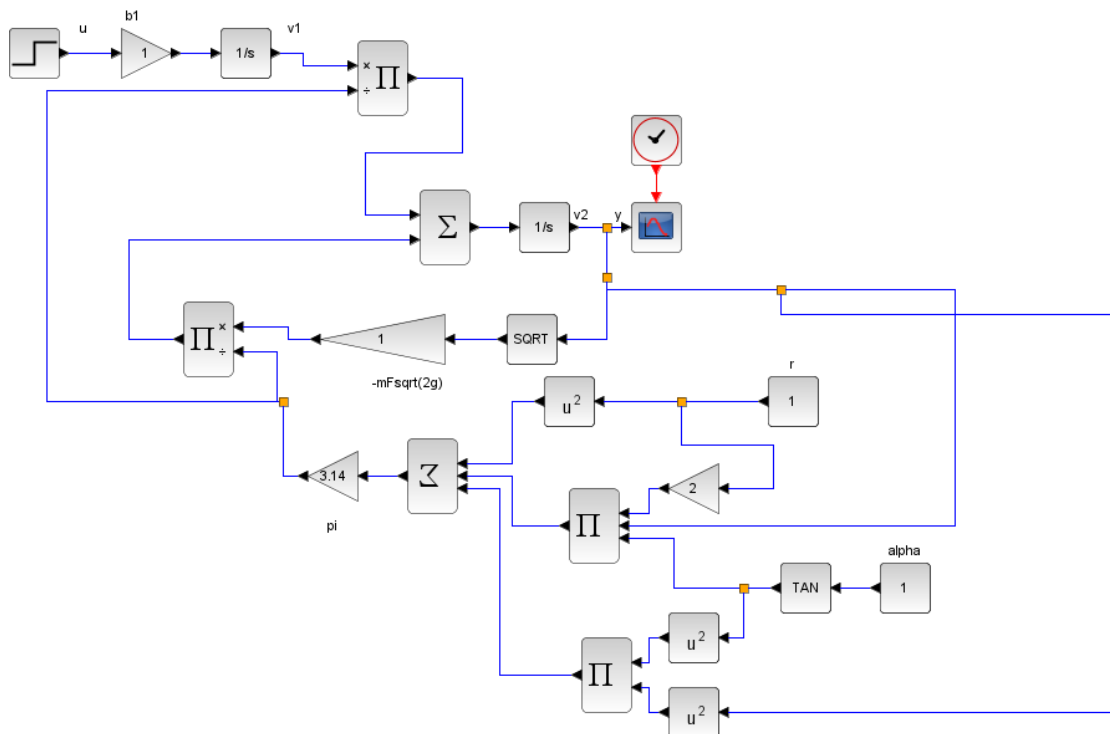 u
b1
v1
1
1/s
×
÷
Π
Σ
1/s
v2
y
Π
×
÷
1
SQRT
-mFsqrt(2g)
r
u²
1
3.14
Σ
2
pi
Π
alpha
TAN
1
u²
Π
u²